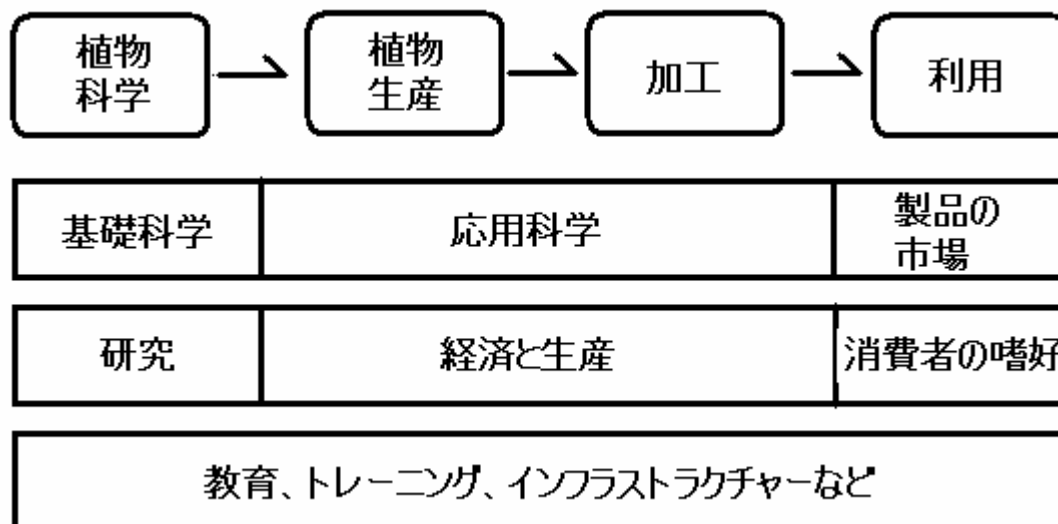 植物
科学
植物
生産
加工
利用
基礎科学
応用科学
製品の
市場
研究
経済と生産
消費者の嗜好
教育、トレーニング、インフラストラクチャーなど